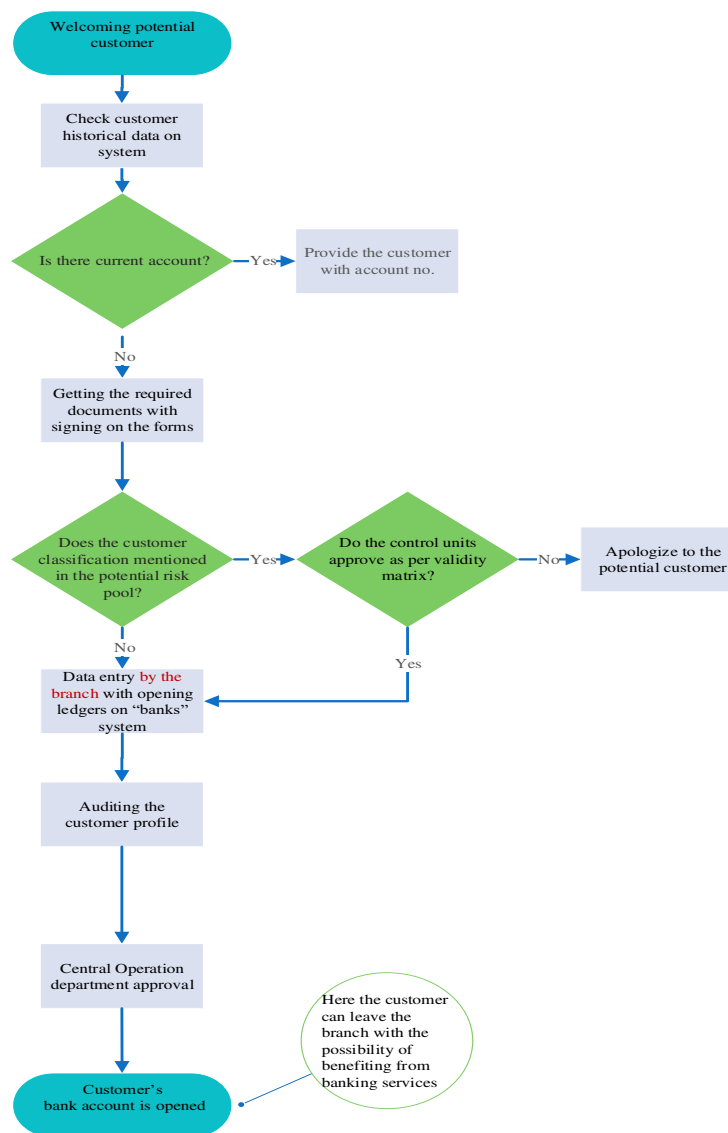 Welcoming potential
customer
Check customer
historical data on
system
Is there current account?
Yes
Provide the customer
with account no.
No
Getting the required
documents with
signing on the forms
Does the customer
classification mentioned
in the potential risk
pool?
Yes
Do the control units
approve as per validity
matrix?
No
Apologize to the
potential customer
No
Yes
Data entry by the
branch with opening
ledgers on “banks”
system
Auditing the
customer profile
Central Operation
department approval
Here the customer
can leave the
branch with the
possibility of
benefiting from
banking services
Customer’s
bank account is opened